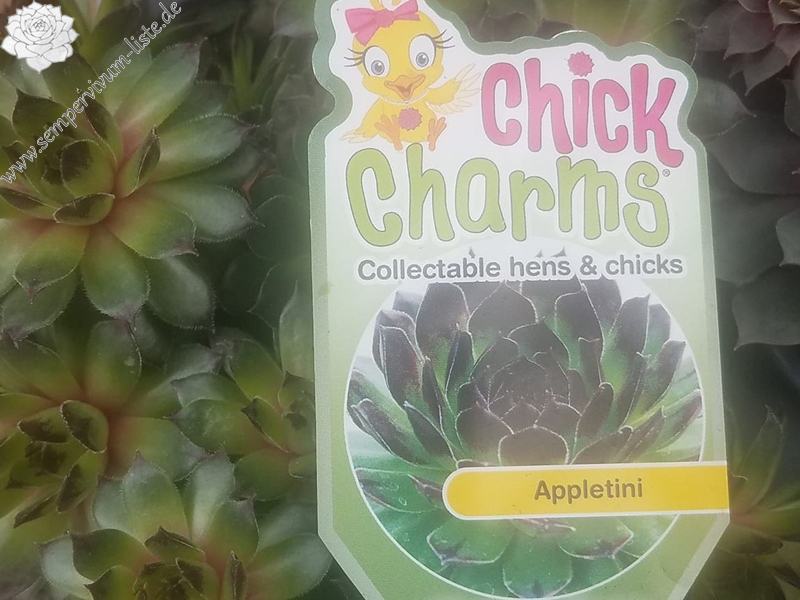 www.sempervivum-liste.de
Chick
Charms®
Collectable hens & chicks
Appletini